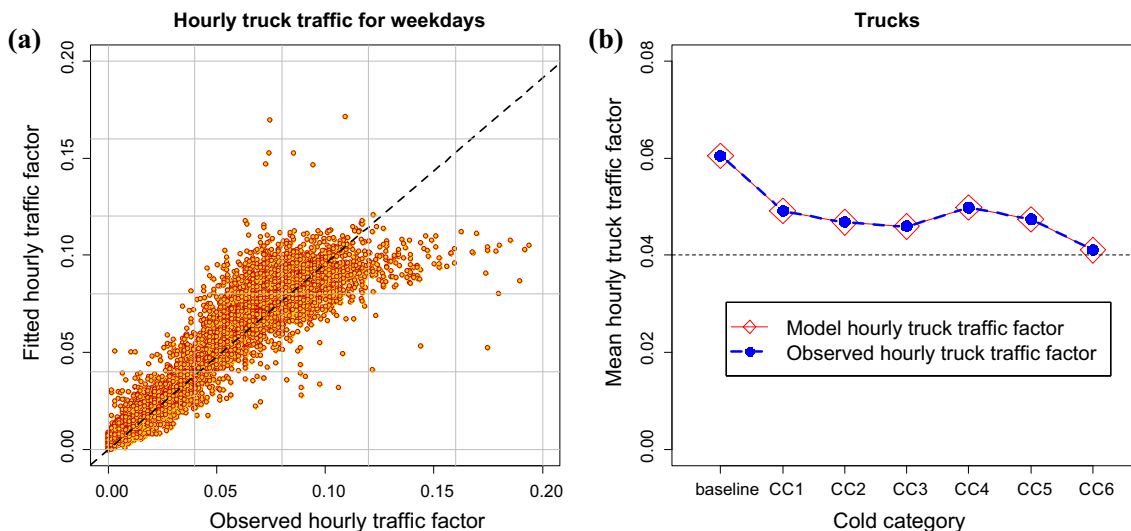 (a)
Hourly truck traffic for weekdays
Fitted hourly traffic factor
0.20
0.15
0.10
0.05
0.00
0.00 0.05 0.10 0.15 0.20
Observed hourly traffic factor
(b)
Trucks
Mean hourly truck traffic factor
0.08
0.06
0.04
0.02
0.00
Model hourly truck traffic factor
Observed hourly truck traffic factor
baseline CC1 CC2 CC3 CC4 CC5 CC6
Cold category